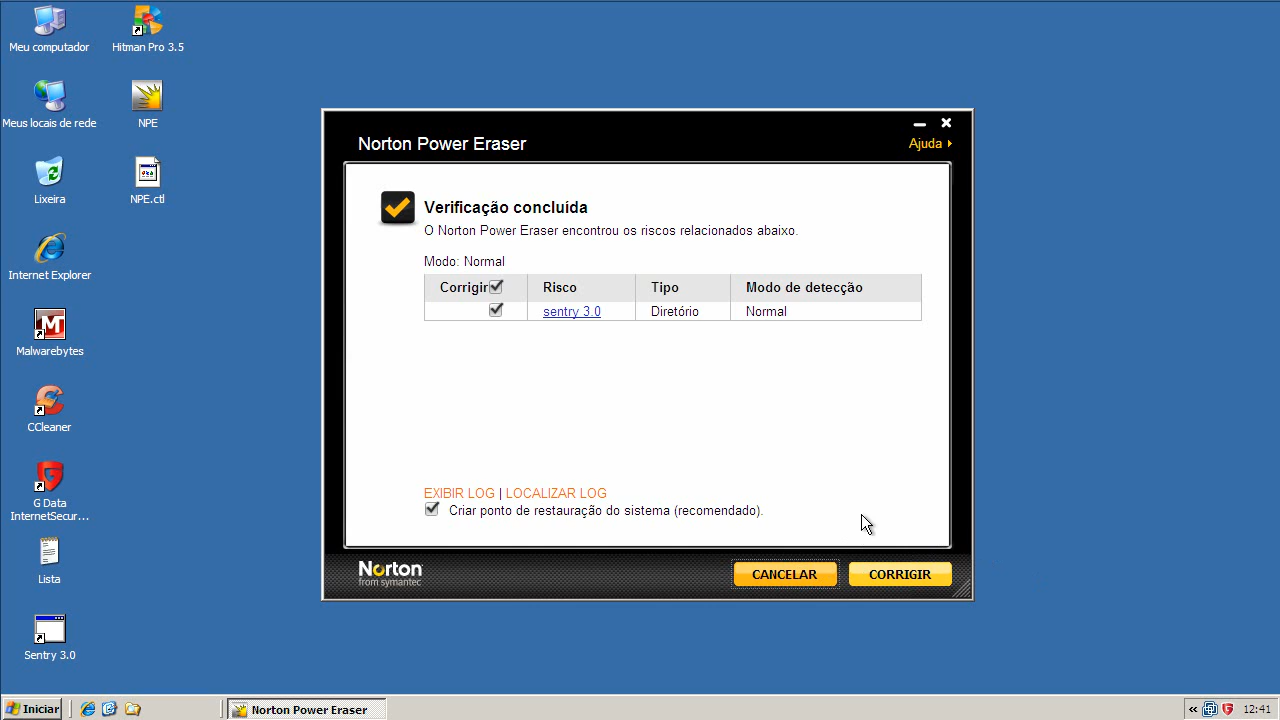 Meu computador
Hitman Pro 3.5
Meus locais de rede
NPE
Lixeira
NPE.ctl
Internet Explorer
Malwarebytes
CCleaner
G Data
InternetSecur...
Lista
Sentry 3.0
Norton Power Eraser
Ajuda
Verificação concluída
O Norton Power Eraser encontrou os riscos relacionados abaixo.
Modo: Normal
Corrigir Risco Tipo Modo de detecção
sentry 3.0 Diretório Normal
EXIBIR LOG | LOCALIZAR LOG
Criar ponto de restauração do sistema (recomendado).
Norton
from symantec
CANCELAR CORRIGIR
Iniciar
Norton Power Eraser
« 12:41